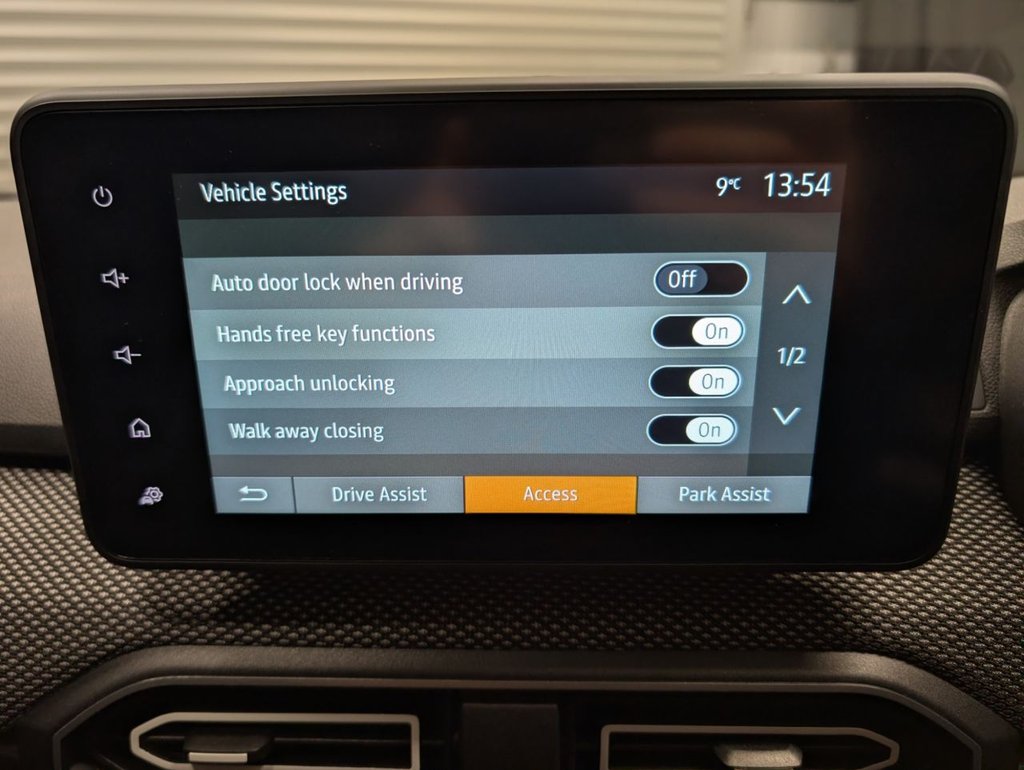 Vehicle Settings 9°C 13:54
Auto door lock when driving Off
Hands free key functions On
Approach unlocking On
1/2
Walk away closing On
Drive Assist Access Park Assist